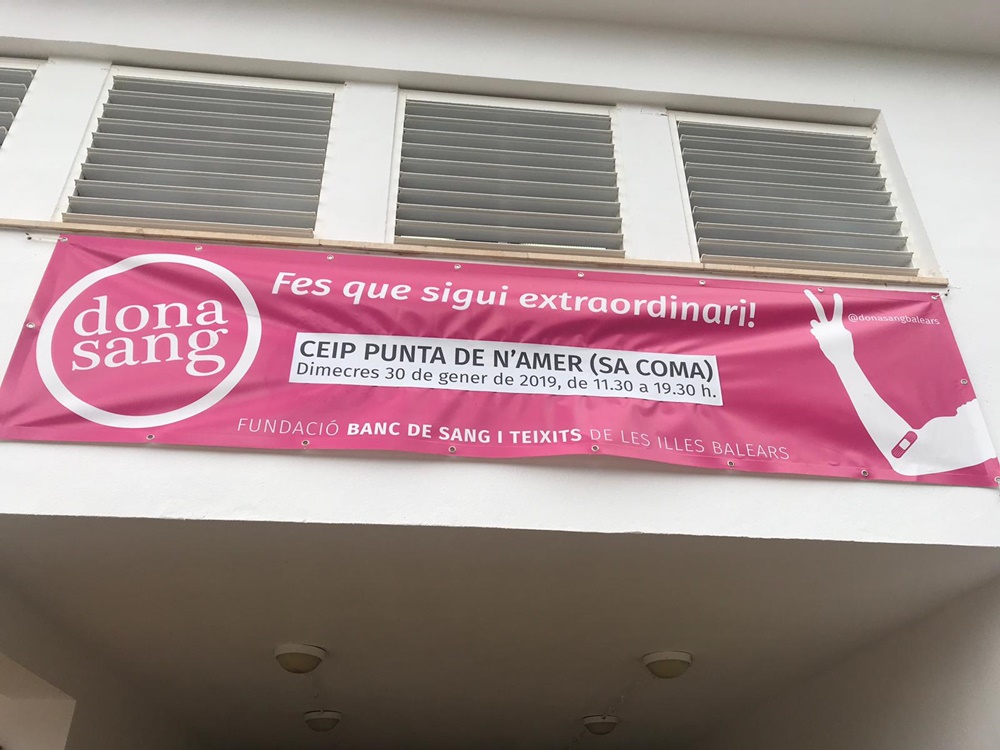 dona
sang
Fes que sigui extraordinari!
@donasangbalears
CEIP PUNTA DE N'AMER (SA COMA)
Dimecres 30 de gener de 2019, de 11.30 a 19.30 h.
FUNDACIÓ BANC DE SANG I TEIXITS DE LES ILLES BALEARS